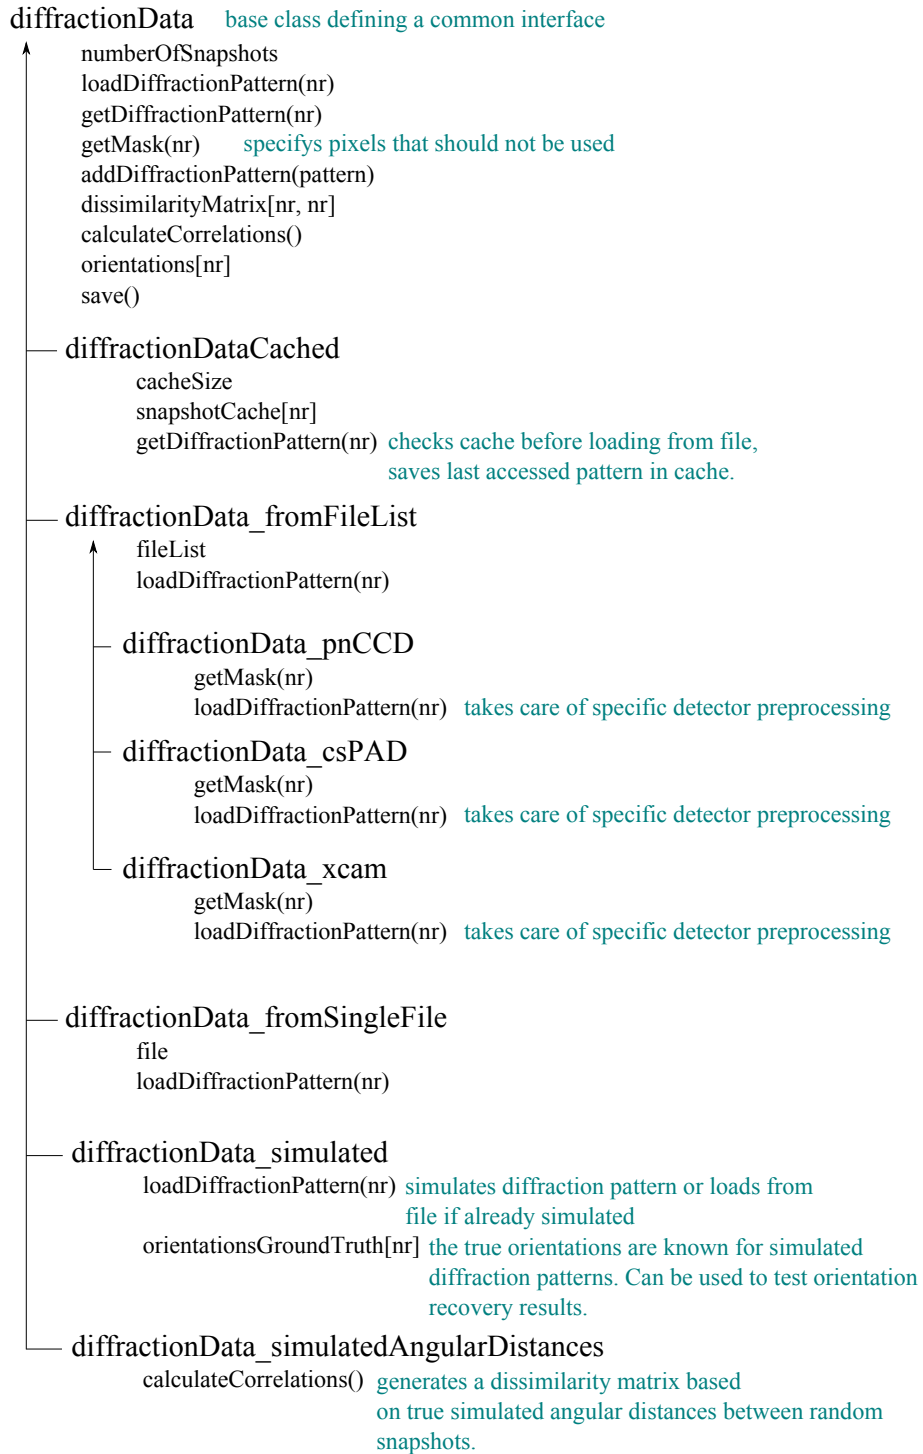 diffractionData base class defining a common interface
numberOfSnapshots
loadDiffractionPattern(nr)
getDiffractionPattern(nr)
getMask(nr) specifys pixels that should not be used
addDiffractionPattern(pattern)
dissimilarityMatrix[nr, nr]
calculateCorrelations()
orientations[nr]
save()
diffractionDataCached
cacheSize
snapshotCache[nr]
getDiffractionPattern(nr) checks cache before loading from file,
saves last accessed pattern in cache.
diffractionData_fromFileList
fileList
loadDiffractionPattern(nr)
diffractionData_pnCCD
getMask(nr)
loadDiffractionPattern(nr) takes care of specific detector preprocessing
diffractionData_csPAD
getMask(nr)
loadDiffractionPattern(nr) takes care of specific detector preprocessing
diffractionData_xcam
getMask(nr)
loadDiffractionPattern(nr) takes care of specific detector preprocessing
diffractionData_fromSingleFile
file
loadDiffractionPattern(nr)
diffractionData_simulated
loadDiffractionPattern(nr) simulates diffraction pattern or loads from
file if already simulated
orientationsGroundTruth[nr] the true orientations are known for simulated
diffraction patterns. Can be used to test orientation
recovery results.
diffractionData_simulatedAngularDistances
calculateCorrelations() generates a dissimilarity matrix based
on true simulated angular distances between random
snapshots.